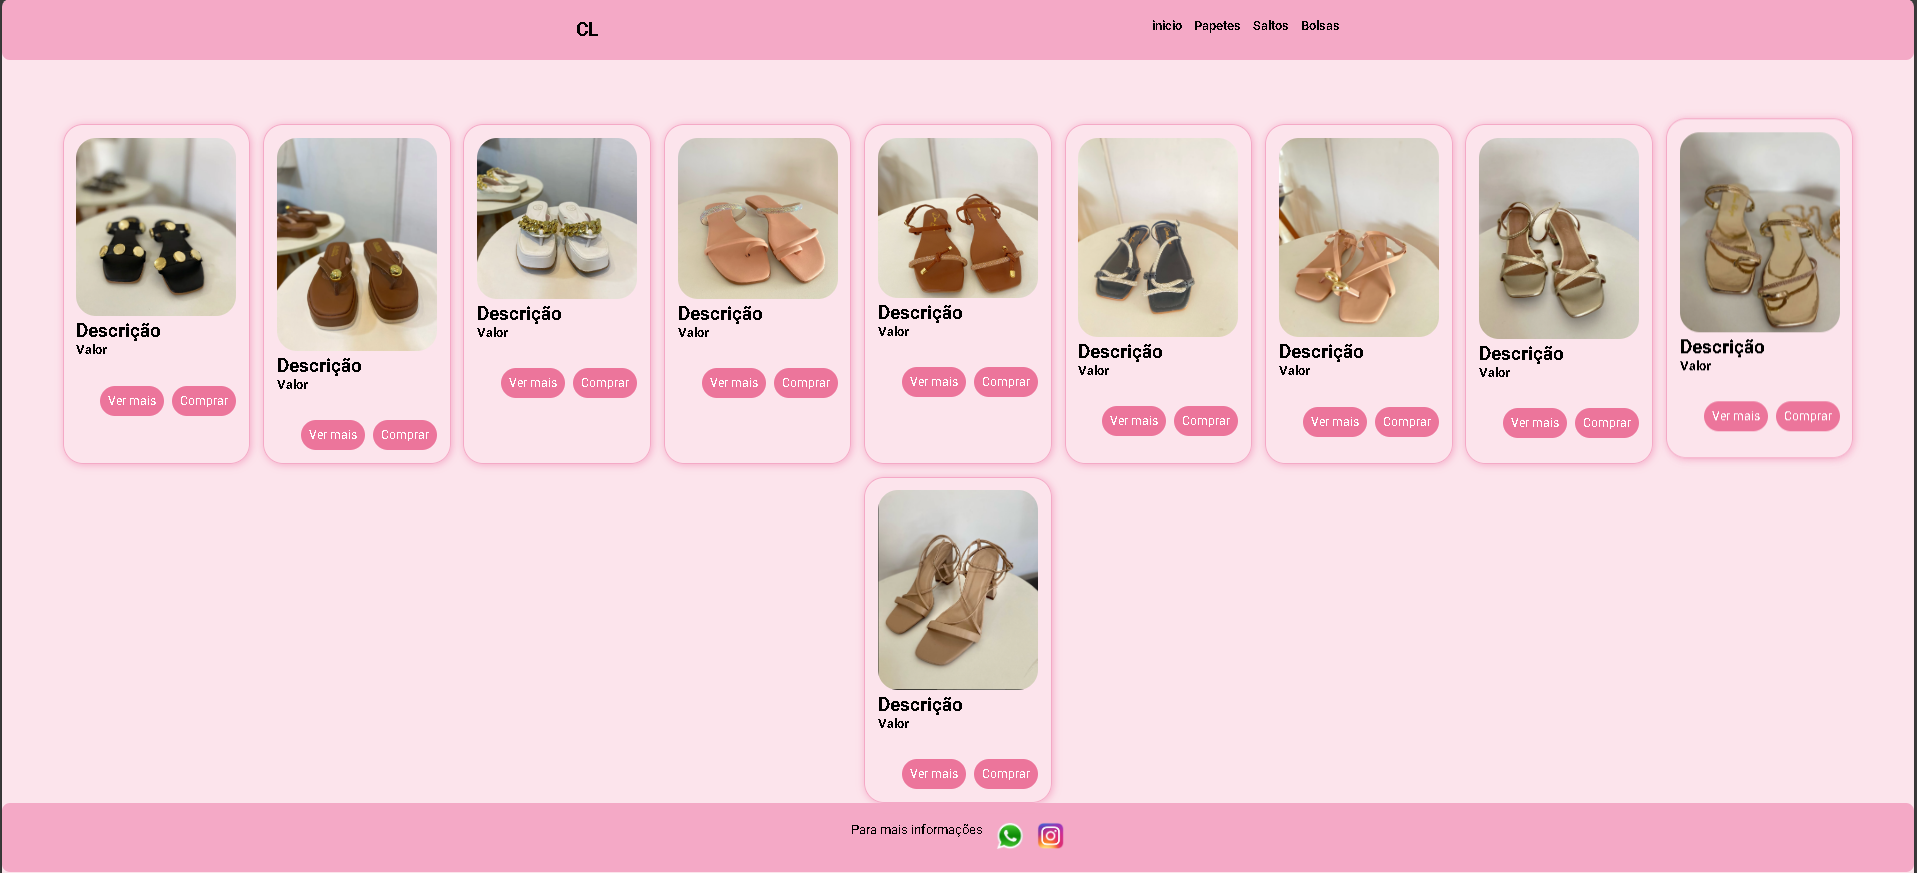 CL
inicio Papetes Saltos Bolsas
Descrição
Valor
Ver mais Comprar
Descrição
Valor
Ver mais Comprar
Descrição
Valor
Ver mais Comprar
Descrição
Valor
Ver mais Comprar
Descrição
Valor
Ver mais Comprar
Descrição
Valor
Ver mais Comprar
Descrição
Valor
Ver mais Comprar
Descrição
Valor
Ver mais Comprar
Descrição
Valor
Ver mais Comprar
Descrição
Valor
Ver mais Comprar
Para mais informações